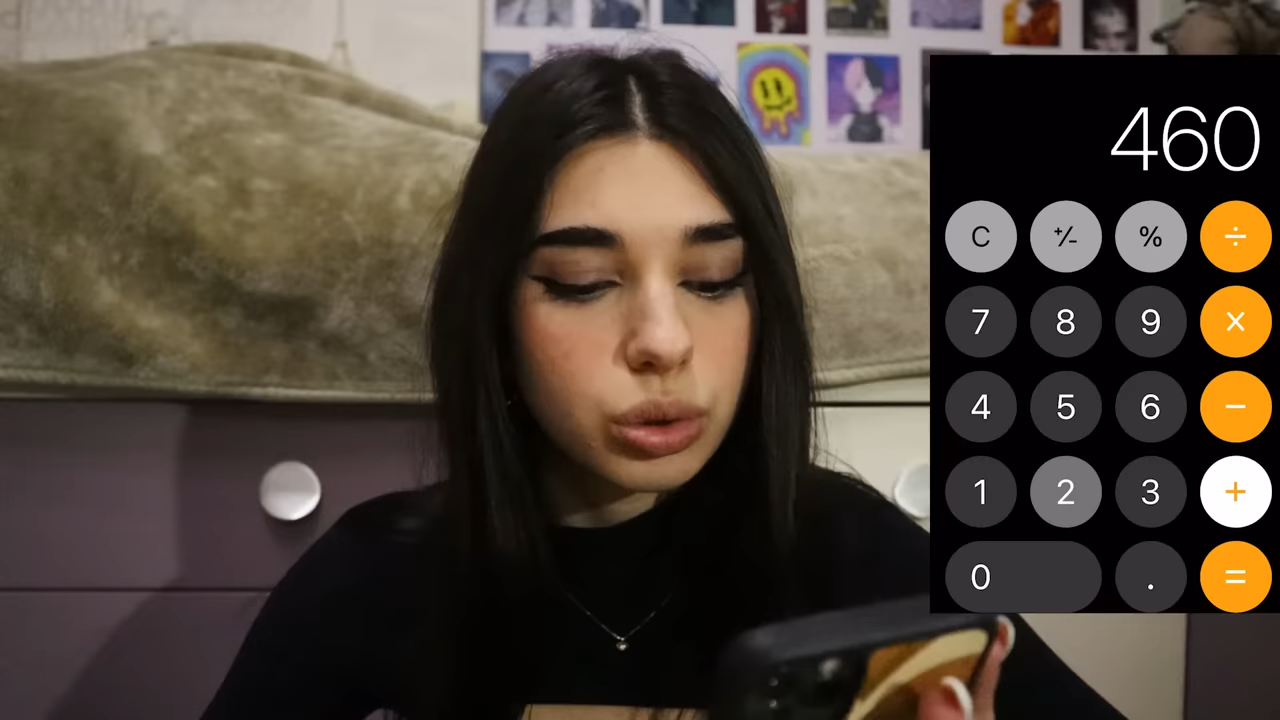 460
C ⁺∕₋ % ÷
7 8 9 ×
4 5 6 −
1 2 3 +
0 . =